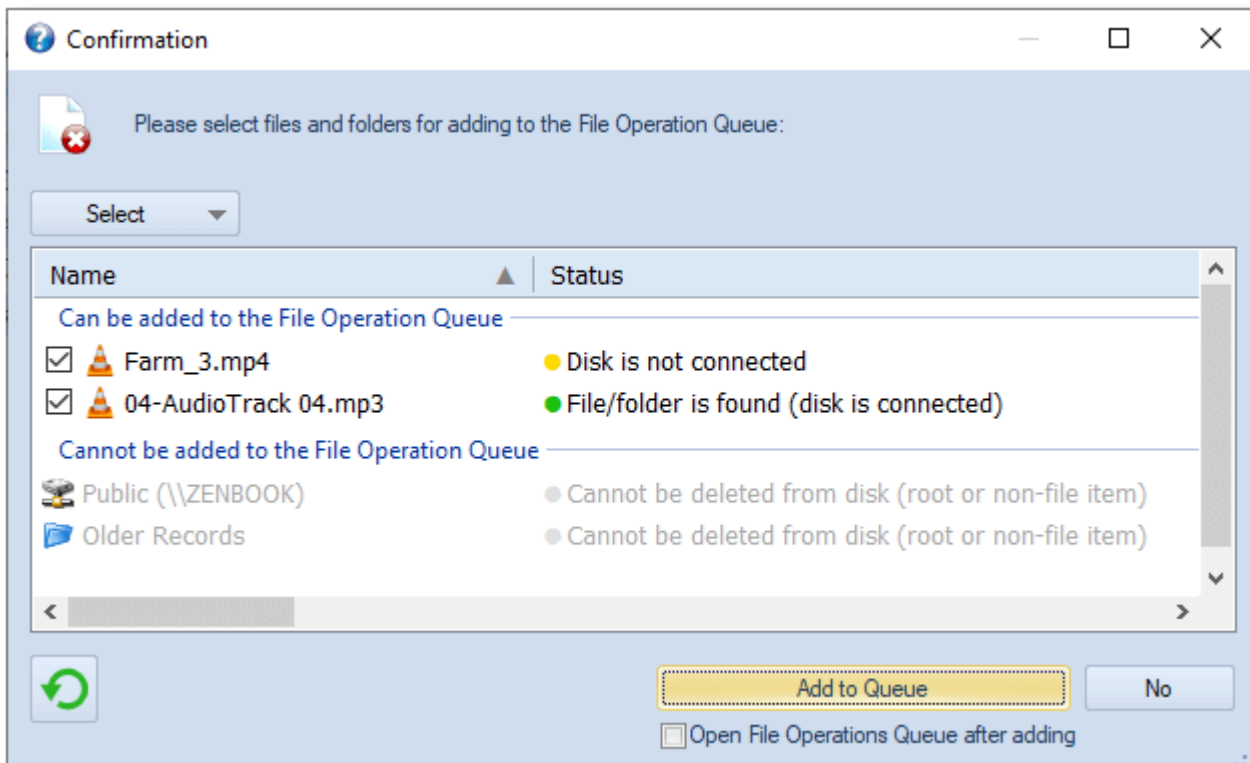 Confirmation
Please select files and folders for adding to the File Operation Queue:
Select
Name Status
Can be added to the File Operation Queue
Farm_3.mp4 Disk is not connected
04-AudioTrack 04.mp3 File/folder is found (disk is connected)
Cannot be added to the File Operation Queue
Public (\\ZENBOOK) Cannot be deleted from disk (root or non-file item)
Older Records Cannot be deleted from disk (root or non-file item)
Add to Queue No
Open File Operations Queue after adding